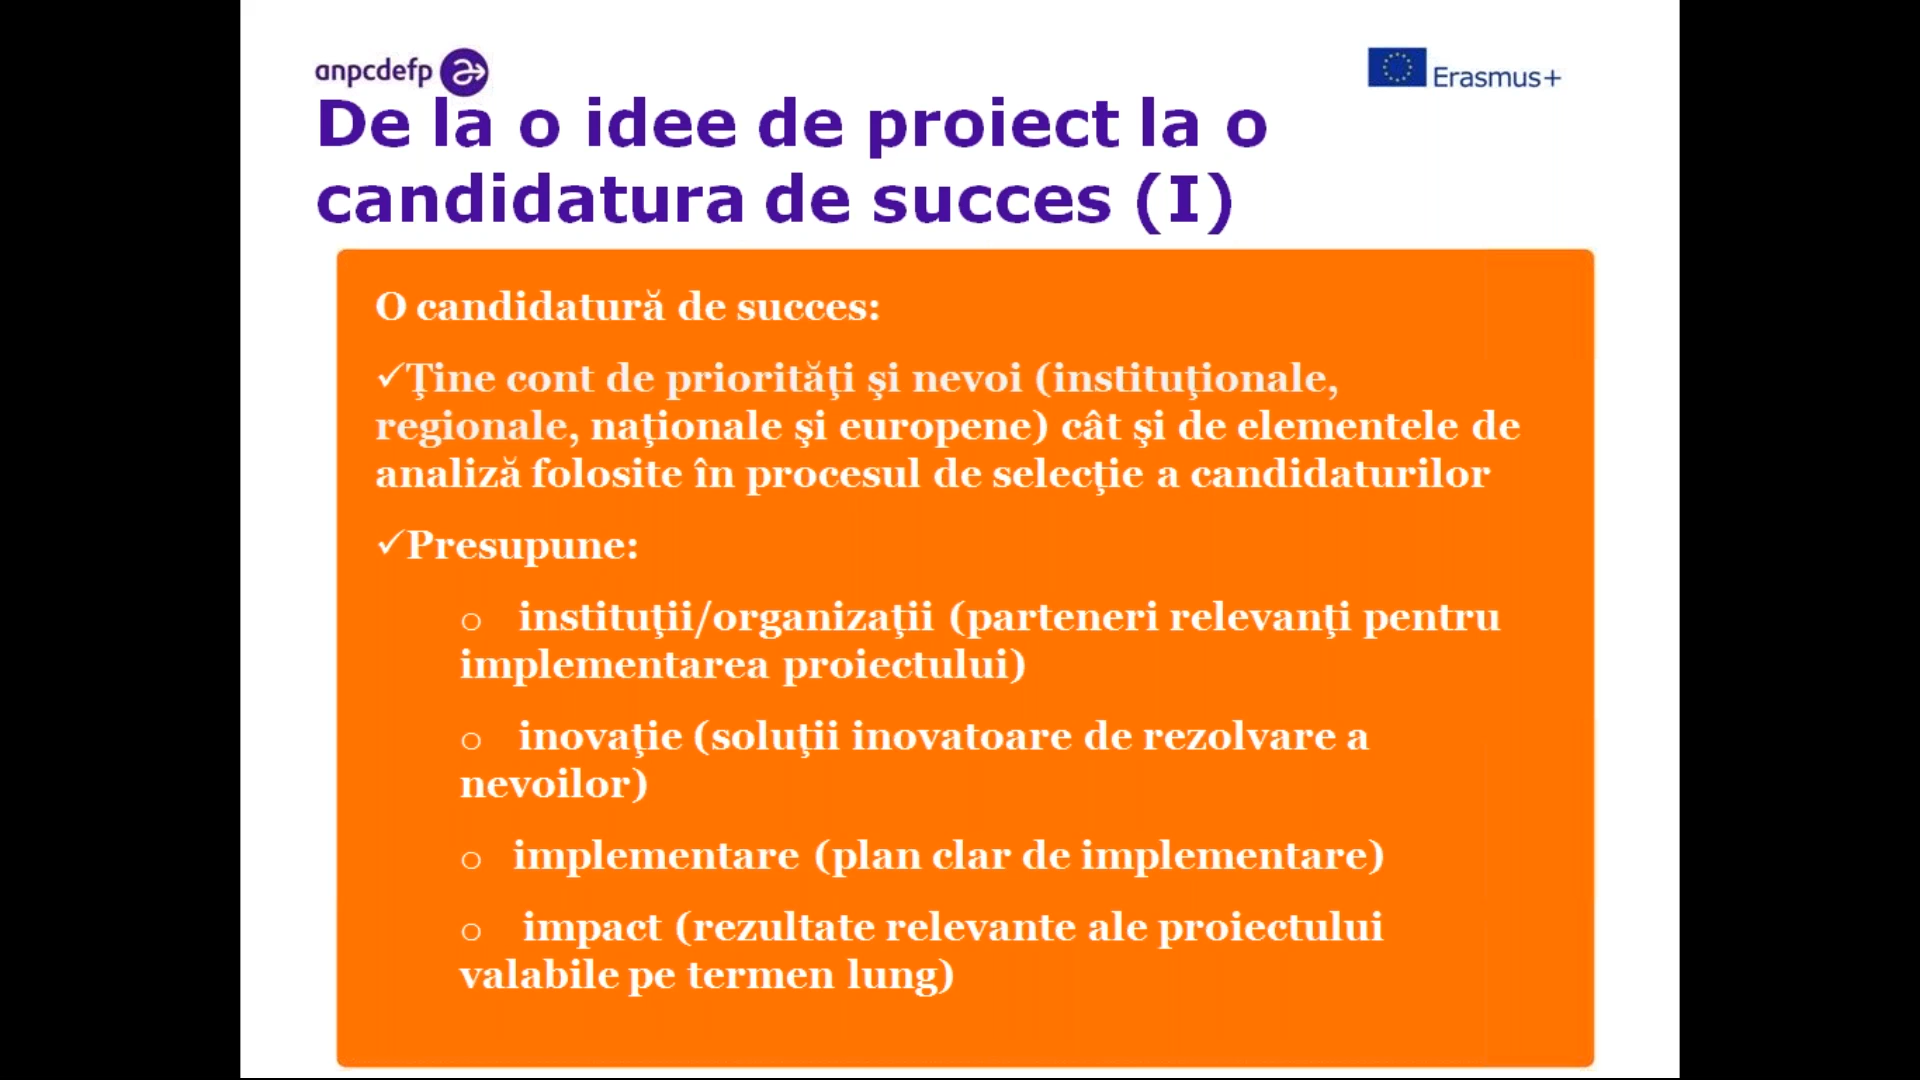 anpcdefp
Erasmus+
De la o idee de proiect la o
candidatura de succes (I)
O candidatură de succes:
✓Ţine cont de priorităţi şi nevoi (instituţionale,
regionale, naţionale şi europene) cât şi de elementele de
analiză folosite în procesul de selecţie a candidaturilor
✓Presupune:
o instituţii/organizaţii (parteneri relevanţi pentru
implementarea proiectului)
o inovaţie (soluţii inovatoare de rezolvare a
nevoilor)
o implementare (plan clar de implementare)
o impact (rezultate relevante ale proiectului
valabile pe termen lung)